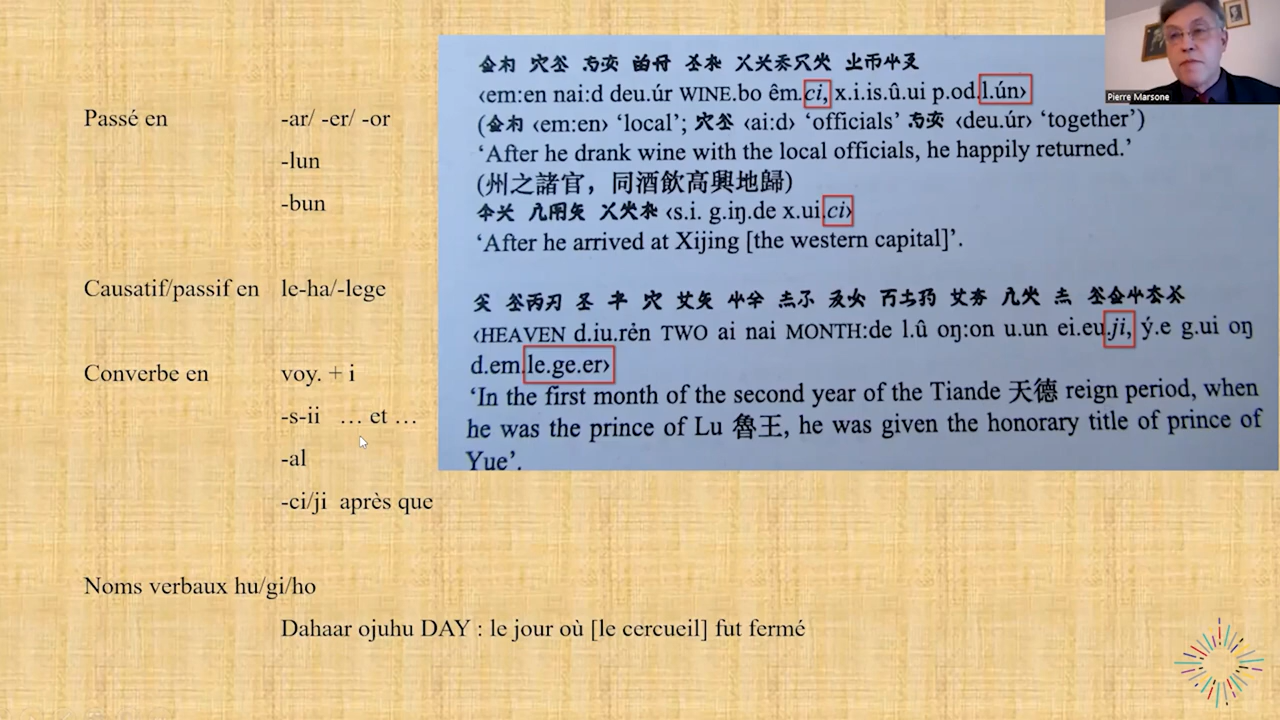 Passé en -ar/ -er/ -or
-lun
-bun
Causatif/passif en le-ha/-lege
Converbe en voy. + i
-s-ii … et …
-al
-ci/ji après que
Noms verbaux hu/gi/ho
Dahaar ojuhu DAY : le jour où [le cercueil] fut fermé
‹em:en nai:d deu.úr WINE.bo êm.ci, x.i.is.û.ui p.od.l.ún›
( ‹em:en› ‘local’; ‹ai:d› ‘officials’ ‹deu.úr› ‘together’)
‘After he drank wine with the local officials, he happily returned.’
(州之諸官，同酒飲高興地歸)
‹s.i. g.iŋ.de x.ui.ci›
‘After he arrived at Xijing [the western capital]’.
‹HEAVEN d.iu.rėn TWO ai nai MONTH:de l.û oŋ:on u.un ei.eu.ji, ý.e g.ui oŋ
d.em.le.ge.er›
‘In the first month of the second year of the Tiande 天德 reign period, when
he was the prince of Lu 魯王, he was given the honorary title of prince of
Yue’.
Pierre Marsone